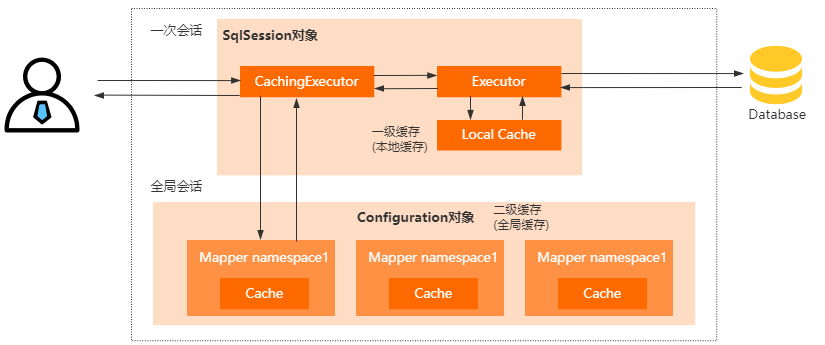 一次会话
SqlSession对象
CachingExecutor
Executor
一级缓存
(本地缓存)
Local Cache
Database
全局会话
Configuration对象
二级缓存
(全局缓存)
Mapper namespace1
Cache
Mapper namespace1
Cache
Mapper namespace1
Cache